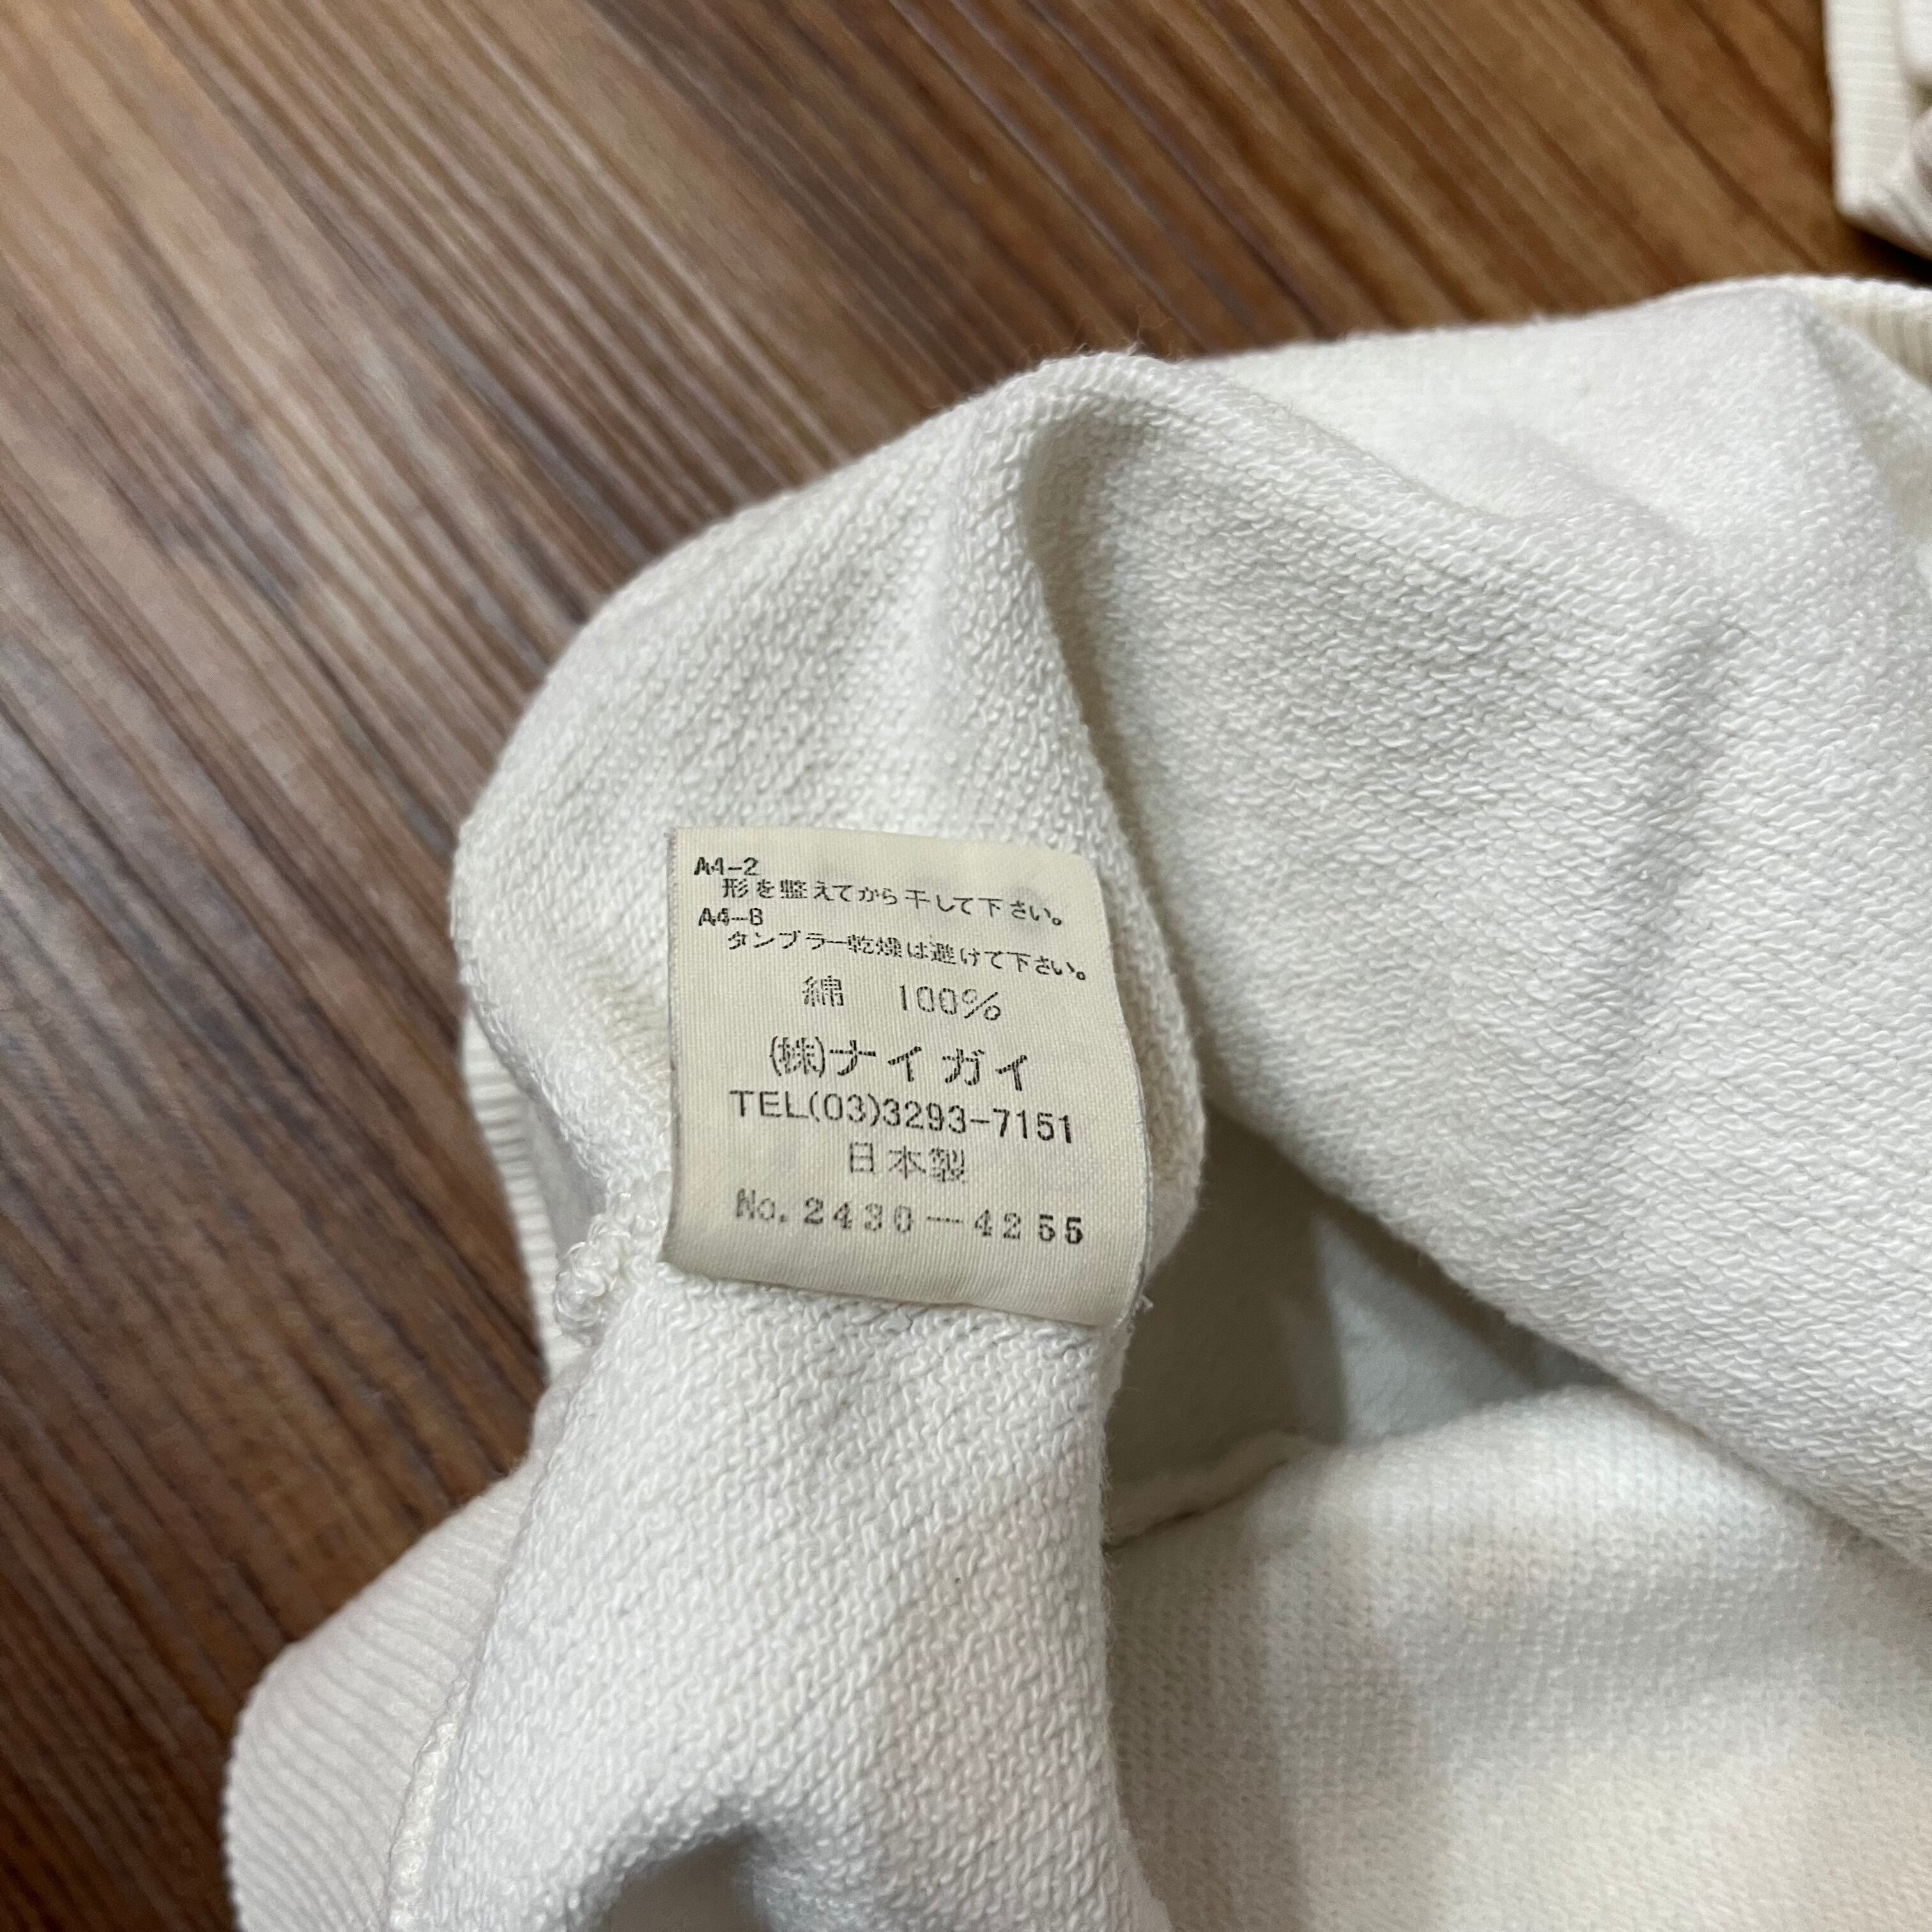 A4-2
形を整えてから干して下さい。
A4-B
タンブラー乾燥は避けて下さい。
綿 100%
(株)ナイガイ
TEL(03)3293-7151
日本製
No.2430-4255